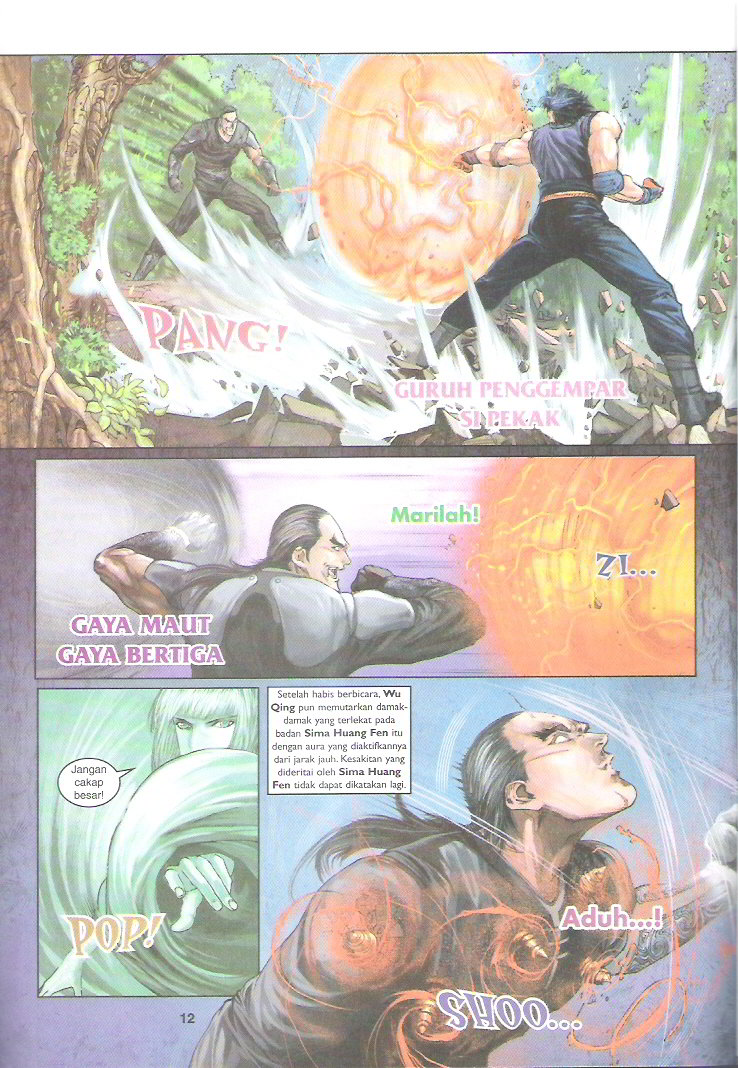 PANG!
GURUH PENGGEMPAR
SI PEKAK
Marilah!
ZI...
GAYA MAUT
GAYA BERTIGA
Jangan
cakap
besar!
Setelah habis berbicara, Wu
Qing pun memutarkan damak-
damak yang terlekat pada
badan Sima Huang Fen itu
dengan aura yang diaktifkannya
dari jarak jauh. Kesakitan yang
dideritai oleh Sima Huang
Fen tidak dapat dikatakan lagi.
POP!
Aduh...!
SHOO...
12